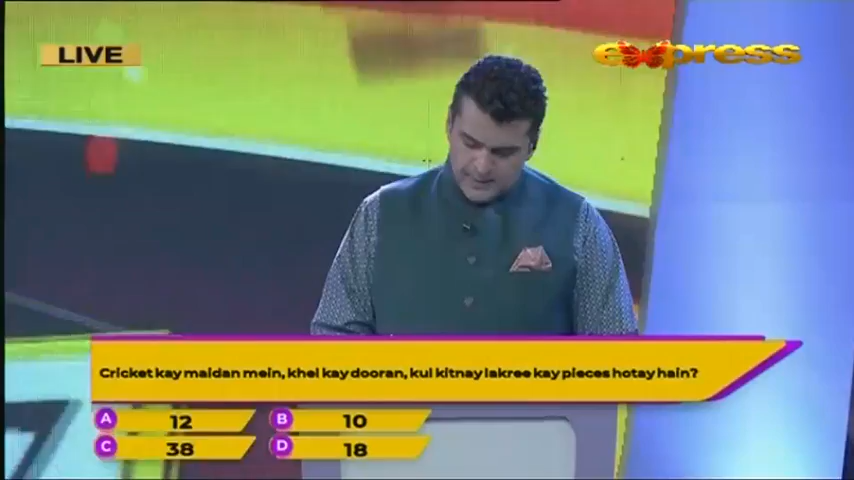 LIVE
express
Cricket kay maidan mein, khel kay dooran, kul kitnay lakree kay pieces hotay hain?
A 12
B 10
C 38
D 18